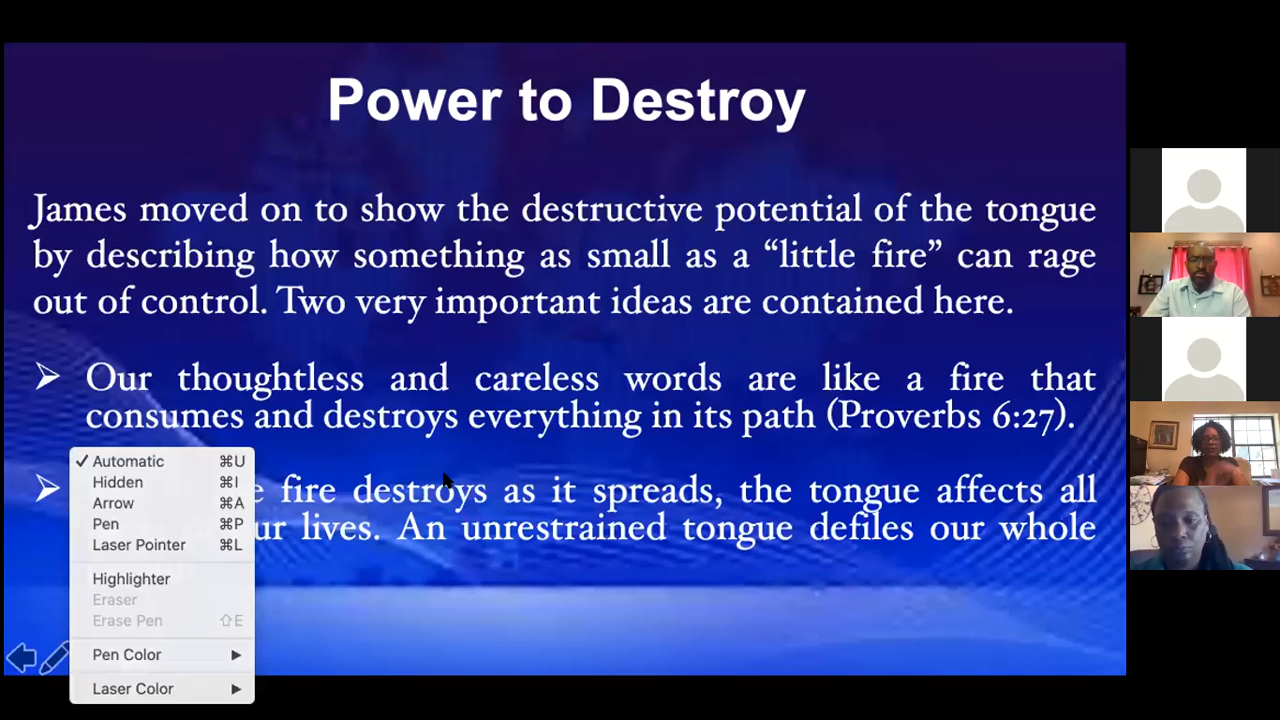 Power to Destroy
James moved on to show the destructive potential of the tongue
by describing how something as small as a “little fire” can rage
out of control. Two very important ideas are contained here.
➢ Our thoughtless and careless words are like a fire that
consumes and destroys everything in its path (Proverbs 6:27).
➢ fire destroys as it spreads, the tongue affects all
lives. An unrestrained tongue defiles our whole
✓ Automatic ⌘U
Hidden ⌘I
Arrow ⌘A
Pen ⌘P
Laser Pointer ⌘L
Highlighter
Eraser
Erase Pen ⇧E
Pen Color ▶
Laser Color ▶